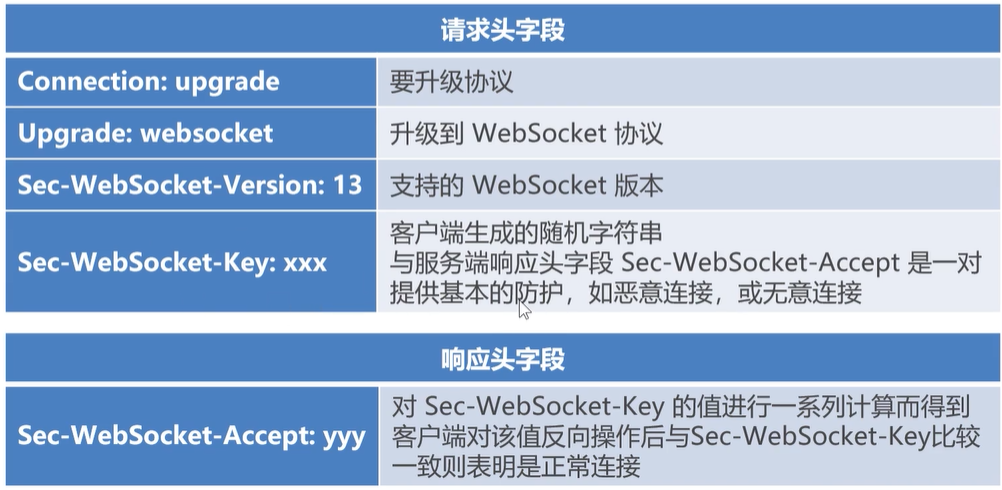 请求头字段
Connection: upgrade
要升级协议
Upgrade: websocket
升级到 WebSocket 协议
Sec-WebSocket-Version: 13
支持的 WebSocket 版本
Sec-WebSocket-Key: xxx
客户端生成的随机字符串
与服务端响应头字段 Sec-WebSocket-Accept 是一对
提供基本的防护，如恶意连接，或无意连接
响应头字段
Sec-WebSocket-Accept: yyy
对 Sec-WebSocket-Key 的值进行一系列计算而得到
客户端对该值反向操作后与Sec-WebSocket-Key比较
一致则表明是正常连接